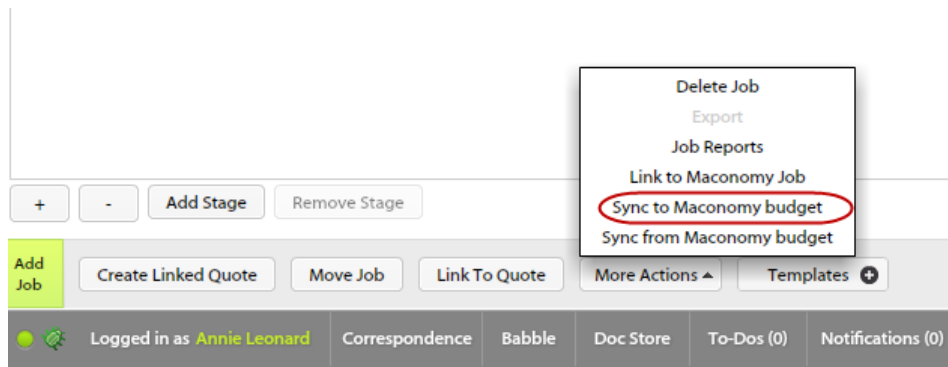 Delete Job
Export
Job Reports
Link to Maconomy Job
Sync to Maconomy budget
Sync from Maconomy budget
+ - Add Stage Remove Stage
Add Job
Create Linked Quote Move Job Link To Quote More Actions Templates
Logged in as Annie Leonard Correspondence Babble Doc Store To-Dos (0) Notifications (0)